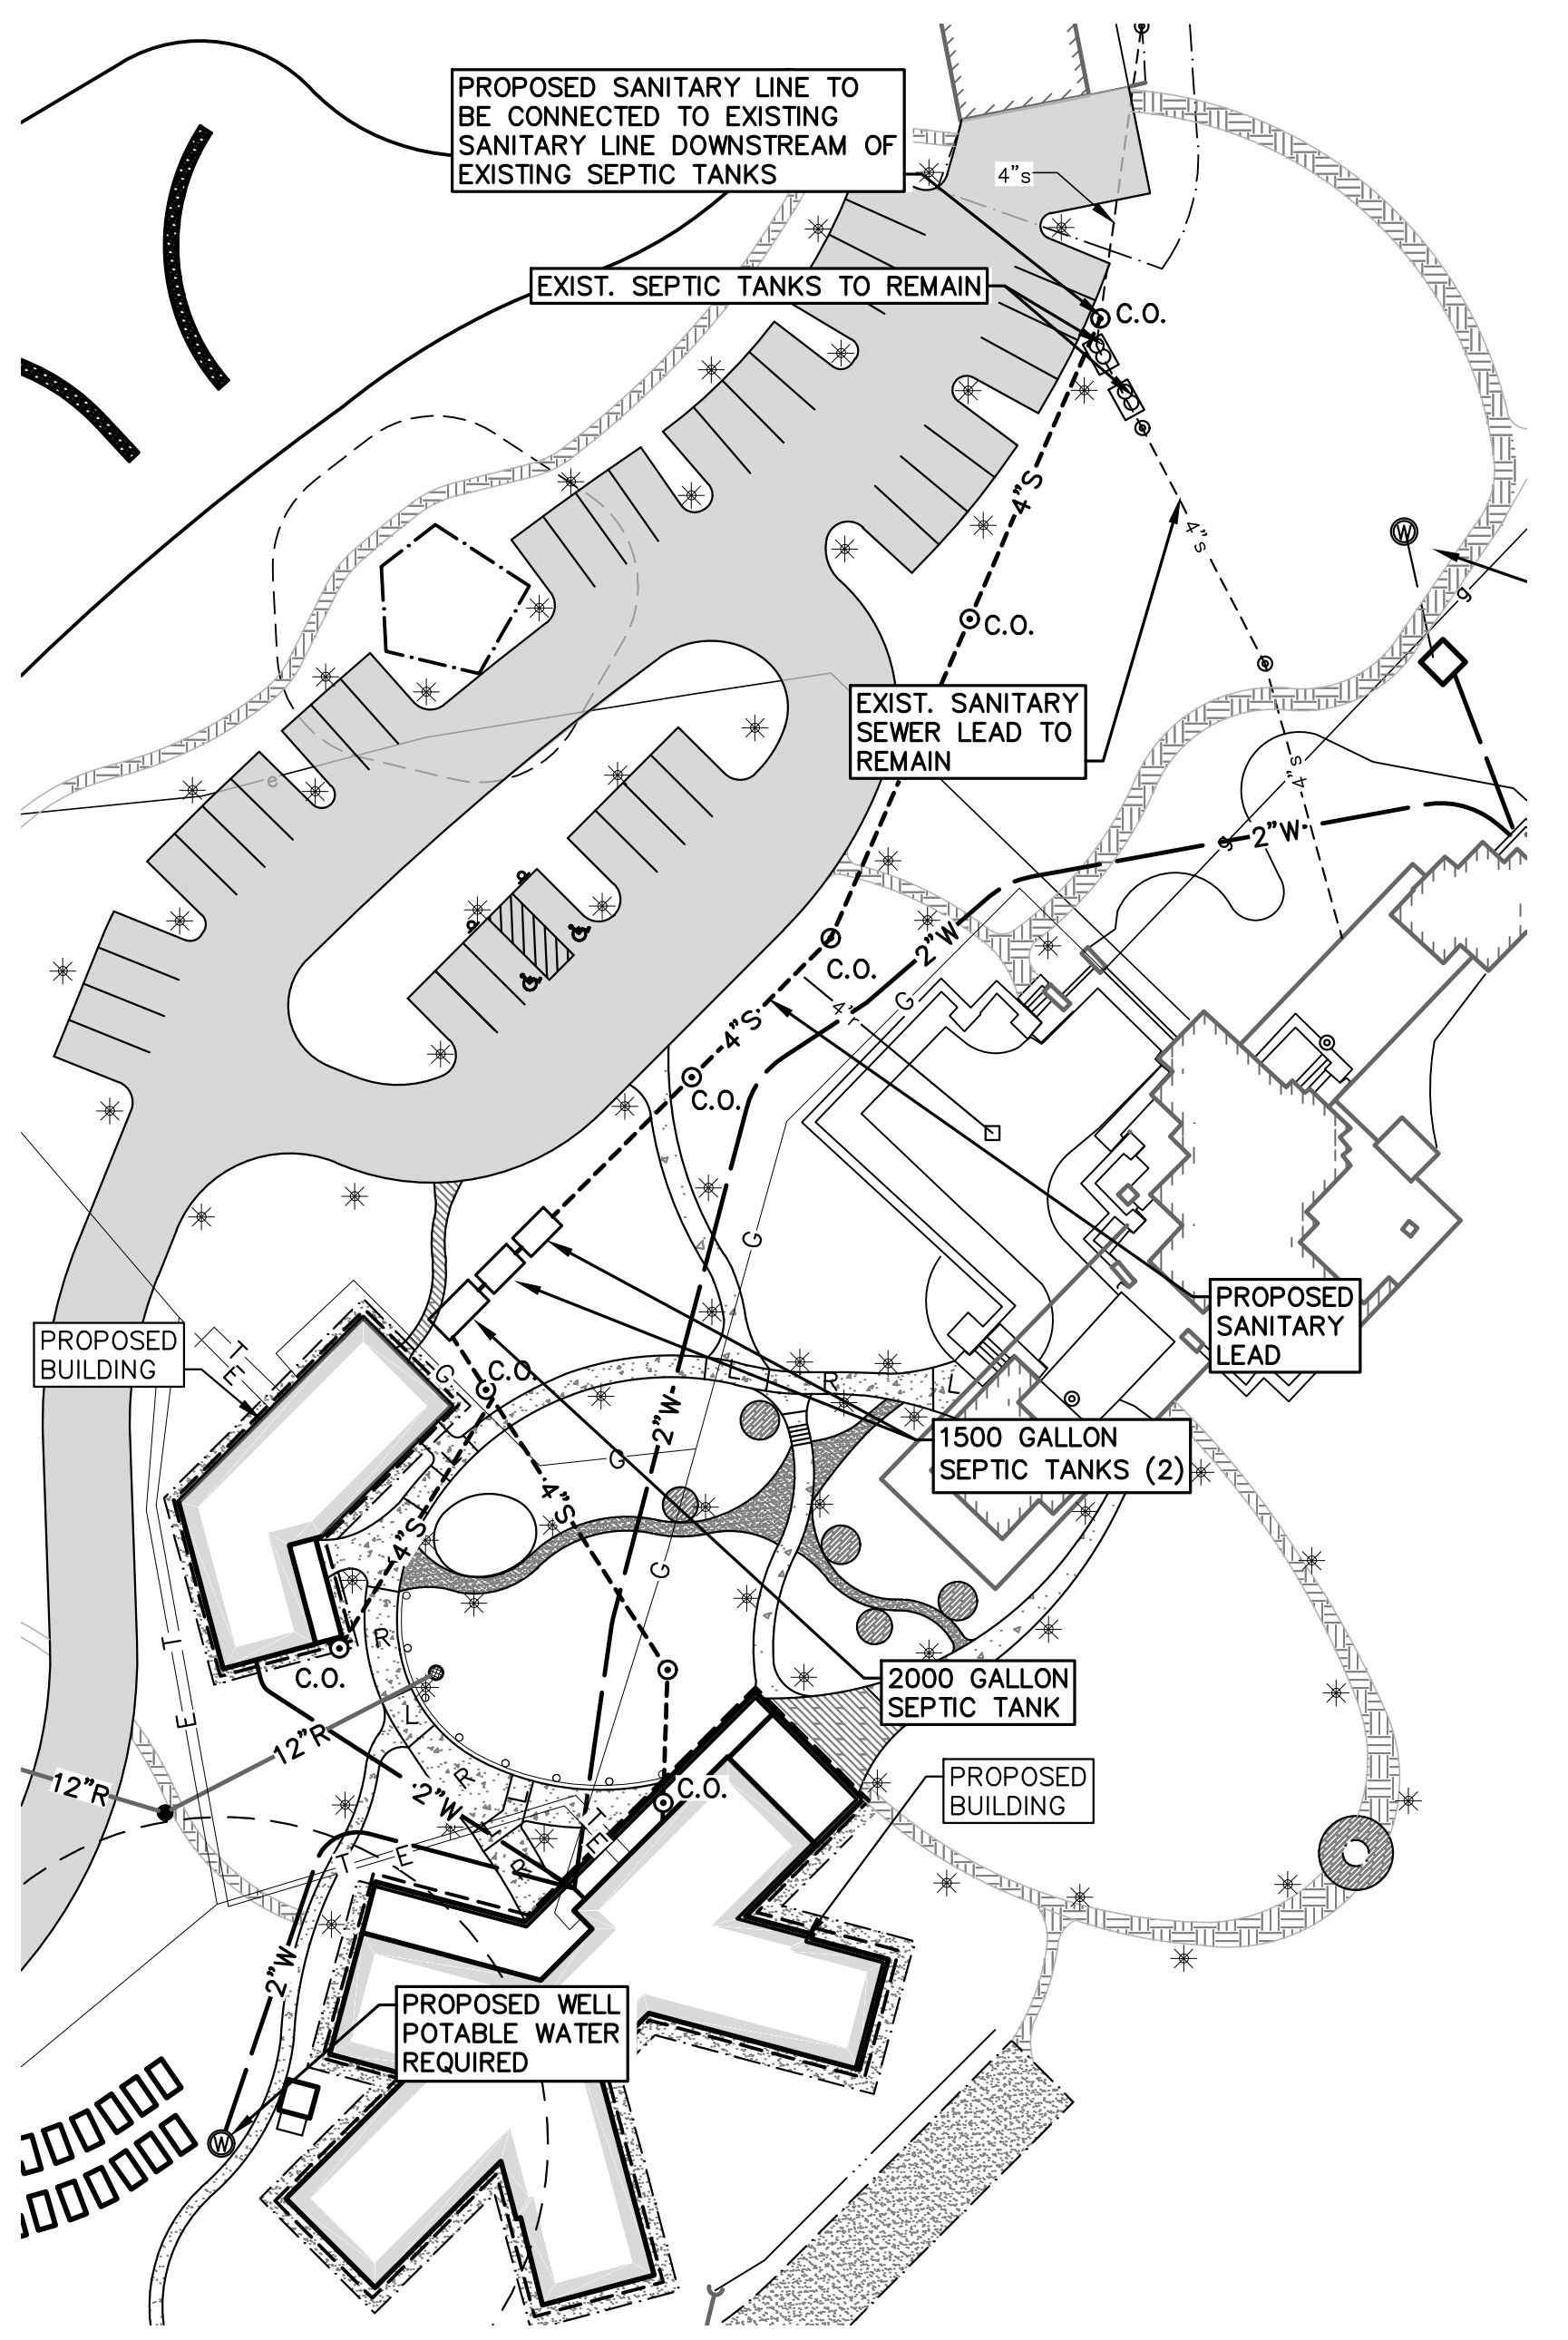 PROPOSED SANITARY LINE TO
BE CONNECTED TO EXISTING
SANITARY LINE DOWNSTREAM OF
EXISTING SEPTIC TANKS
4"s
EXIST. SEPTIC TANKS TO REMAIN
C.O.
4"S
4"s
W
g
C.O.
EXIST. SANITARY
SEWER LEAD TO
REMAIN
4"s
e
2"W
g
2"W
C.O.
4"r
G
4"S
C.O.
G
PROPOSED
SANITARY
LEAD
PROPOSED
BUILDING
T
E
G
C.O.
L
R
L
2"W
1500 GALLON
SEPTIC TANKS (2)
L
G
4"S
L
4"S
G
R
T
E
C.O.
2000 GALLON
SEPTIC TANK
L
12"R
12"R
R
L
2"W
C.O.
PROPOSED
BUILDING
T
E
T
E
R
2"W
PROPOSED WELL
POTABLE WATER
REQUIRED
W